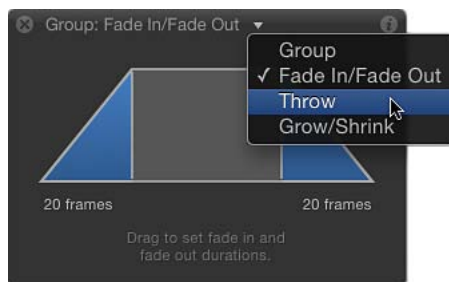 Group: Fade In/Fade Out
Group
✓ Fade In/Fade Out
Throw
Grow/Shrink
20 frames
20 frames
Drag to set fade in and
fade out durations.